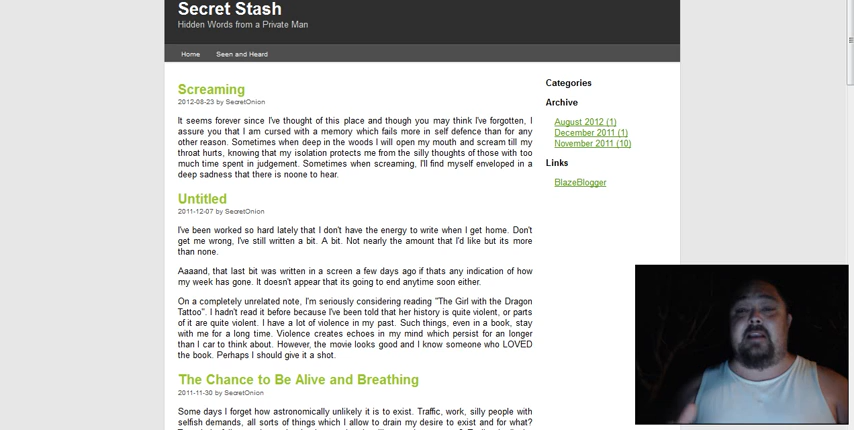 Secret Stash
Hidden Words from a Private Man
Home Seen and Heard
Screaming
2012-08-23 by SecretOnion
It seems forever since I've thought of this place and though you may think I've forgotten, I
assure you that I am cursed with a memory which fails more in self defence than for any
other reason. Sometimes when deep in the woods I will open my mouth and scream till my
throat hurts, knowing that my isolation protects me from the silly thoughts of those with too
much time spent in judgement. Sometimes when screaming, I'll find myself enveloped in a
deep sadness that there is noone to hear.
Untitled
2011-12-07 by SecretOnion
I've been worked so hard lately that I don't have the energy to write when I get home. Don't
get me wrong, I've still written a bit. A bit. Not nearly the amount that I'd like but its more
than none.
Aaaand, that last bit was written in a screen a few days ago if thats any indication of how
my week has gone. It doesn't appear that its going to end anytime soon either.
On a completely unrelated note, I'm seriously considering reading "The Girl with the Dragon
Tattoo". I hadn't read it before because I've been told that her history is quite violent, or parts
of it are quite violent. I have a lot of violence in my past. Such things, even in a book, stay
with me for a long time. Violence creates echoes in my mind which persist for an longer
than I car to think about. However, the movie looks good and I know someone who LOVED
the book. Perhaps I should give it a shot.
The Chance to Be Alive and Breathing
2011-11-30 by SecretOnion
Some days I forget how astronomically unlikely it is to exist. Traffic, work, silly people with
selfish demands, all sorts of things which I allow to drain my desire to exist and for what?
Categories
Archive
August 2012 (1)
December 2011 (1)
November 2011 (10)
Links
BlazeBlogger